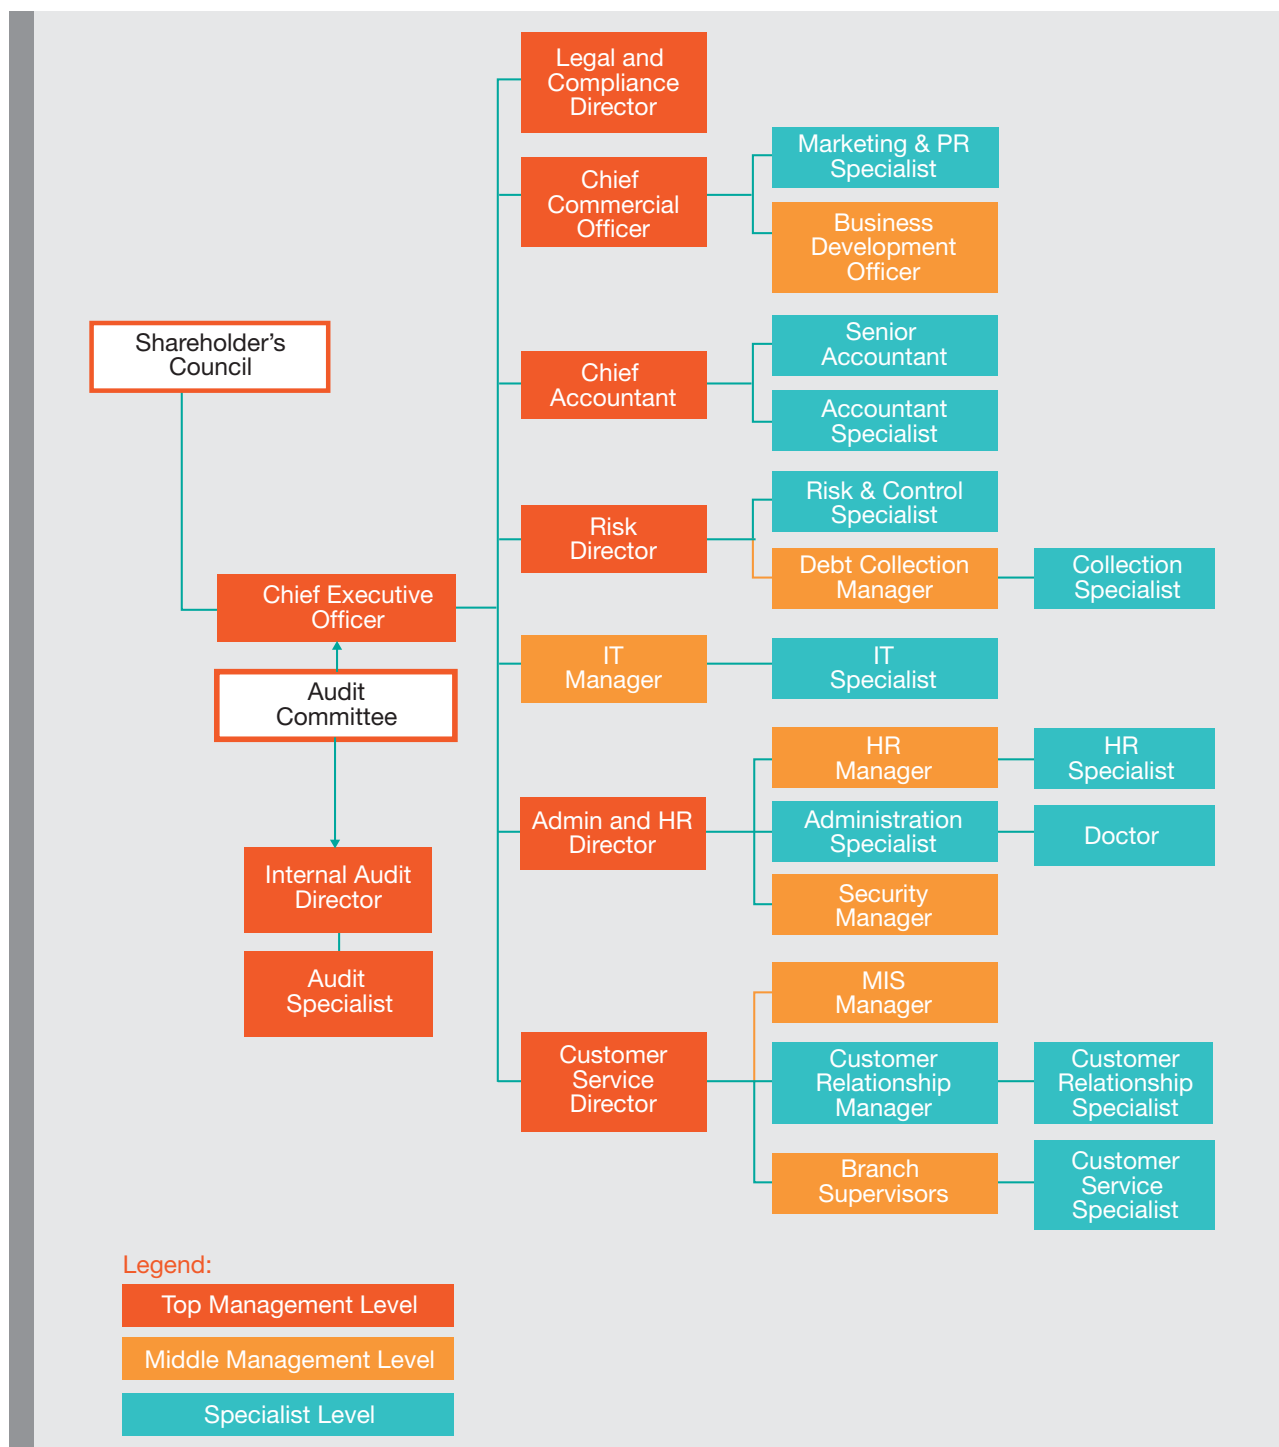 Legal and
Compliance
Director
Chief
Commercial
Officer
Marketing & PR
Specialist
Business
Development
Officer
Shareholder's
Council
Chief
Accountant
Senior
Accountant
Accountant
Specialist
Risk
Director
Risk & Control
Specialist
Debt Collection
Manager
Collection
Specialist
Chief Executive
Officer
IT
Manager
IT
Specialist
Audit
Committee
Admin and HR
Director
HR
Manager
HR
Specialist
Administration
Specialist
Doctor
Security
Manager
Internal Audit
Director
Audit
Specialist
Customer
Service
Director
MIS
Manager
Customer
Relationship
Manager
Customer
Relationship
Specialist
Branch
Supervisors
Customer
Service
Specialist
Legend:
Top Management Level
Middle Management Level
Specialist Level